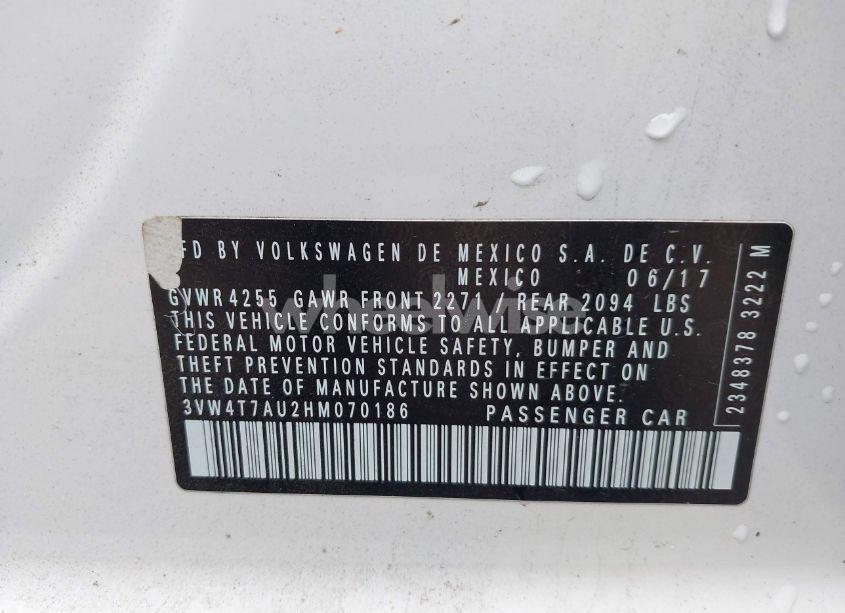 MFD BY VOLKSWAGEN DE MEXICO S.A. DE C.V.
MEXICO 06/17
GVWR 4255 GAWR FRONT 2271 / REAR 2094 LBS
THIS VEHICLE CONFORMS TO ALL APPLICABLE U.S.
FEDERAL MOTOR VEHICLE SAFETY, BUMPER AND
THEFT PREVENTION STANDARDS IN EFFECT ON
THE DATE OF MANUFACTURE SHOWN ABOVE.
3VW4T7AU2HM070186 PASSENGER CAR
2348378 3222 M
wheelwise